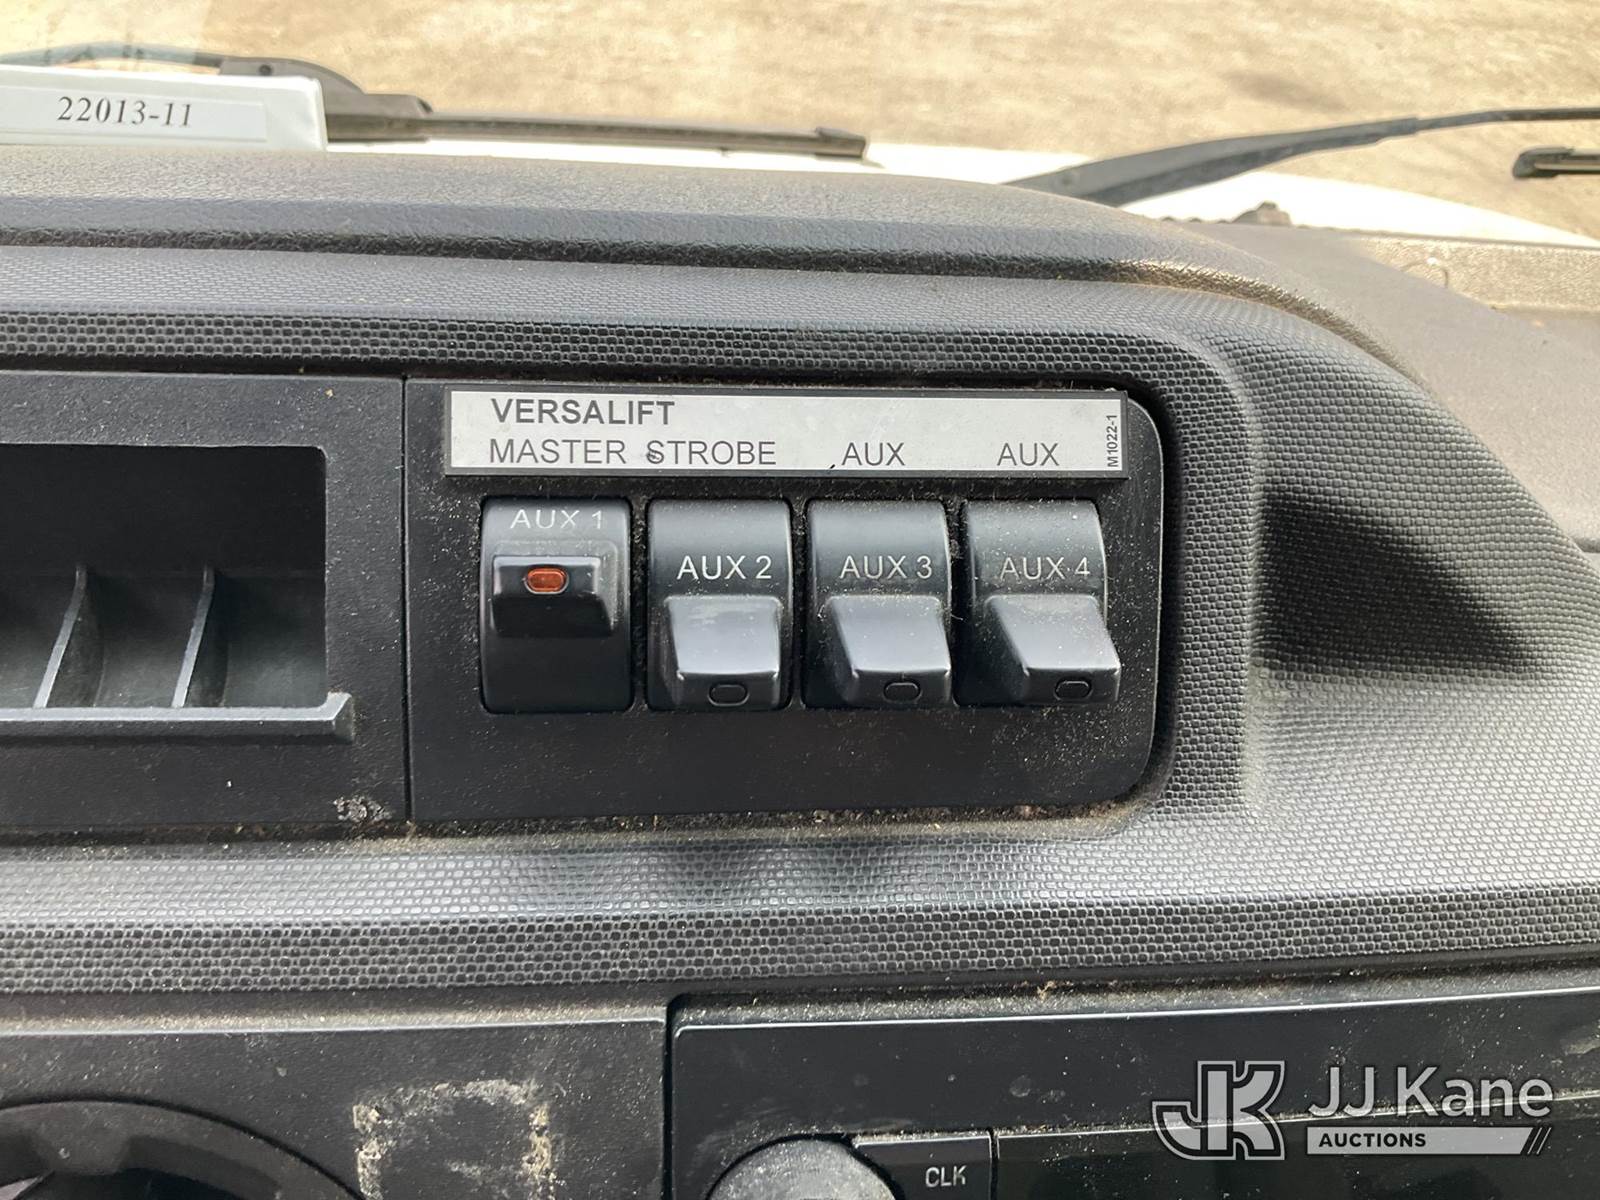 22013-11
VERSALIFT
MASTER STROBE AUX AUX
M1022-1
AUX 1
AUX 2
AUX 3
AUX 4
CLK
JK
JJ Kane
AUCTIONS